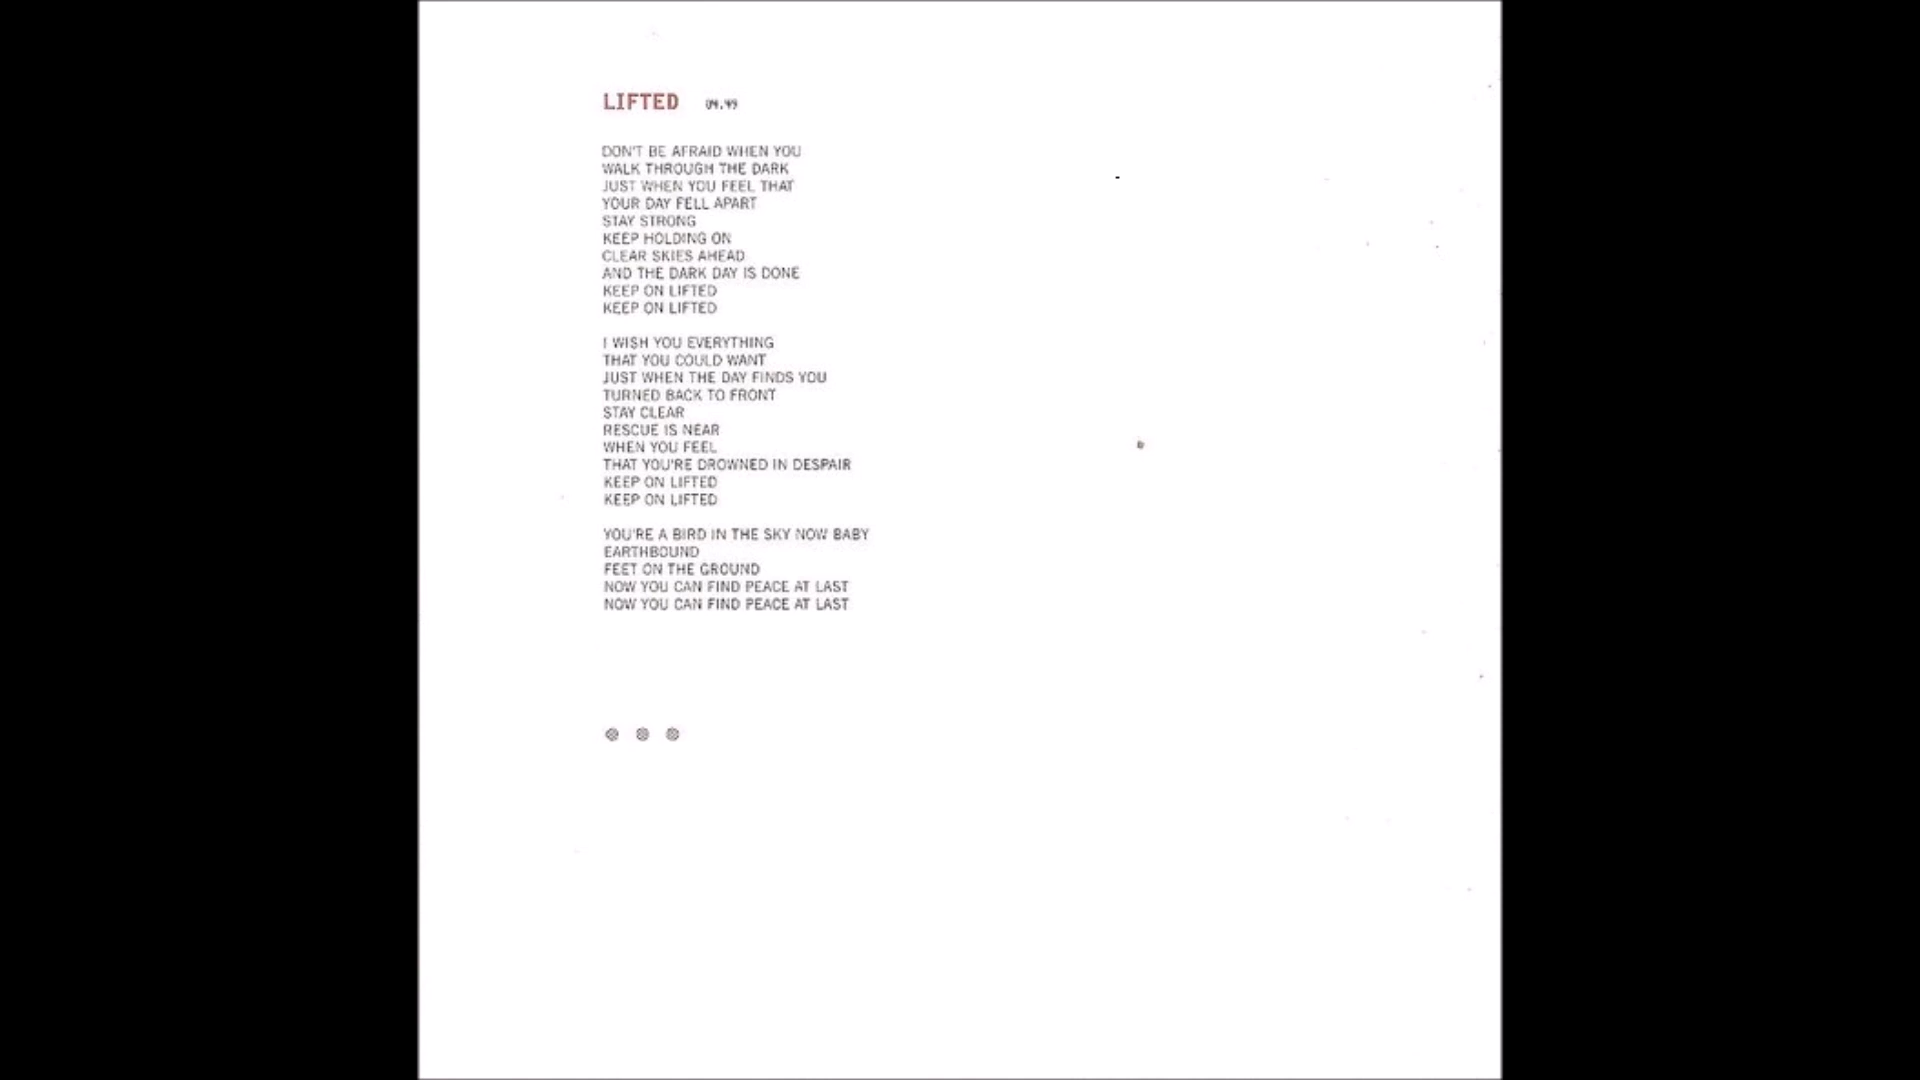 LIFTED 04.49
DON'T BE AFRAID WHEN YOU
WALK THROUGH THE DARK
JUST WHEN YOU FEEL THAT
YOUR DAY FELL APART
STAY STRONG
KEEP HOLDING ON
CLEAR SKIES AHEAD
AND THE DARK DAY IS DONE
KEEP ON LIFTED
KEEP ON LIFTED
I WISH YOU EVERYTHING
THAT YOU COULD WANT
JUST WHEN THE DAY FINDS YOU
TURNED BACK TO FRONT
STAY CLEAR
RESCUE IS NEAR
WHEN YOU FEEL
THAT YOU'RE DROWNED IN DESPAIR
KEEP ON LIFTED
KEEP ON LIFTED
YOU'RE A BIRD IN THE SKY NOW BABY
EARTHBOUND
FEET ON THE GROUND
NOW YOU CAN FIND PEACE AT LAST
NOW YOU CAN FIND PEACE AT LAST